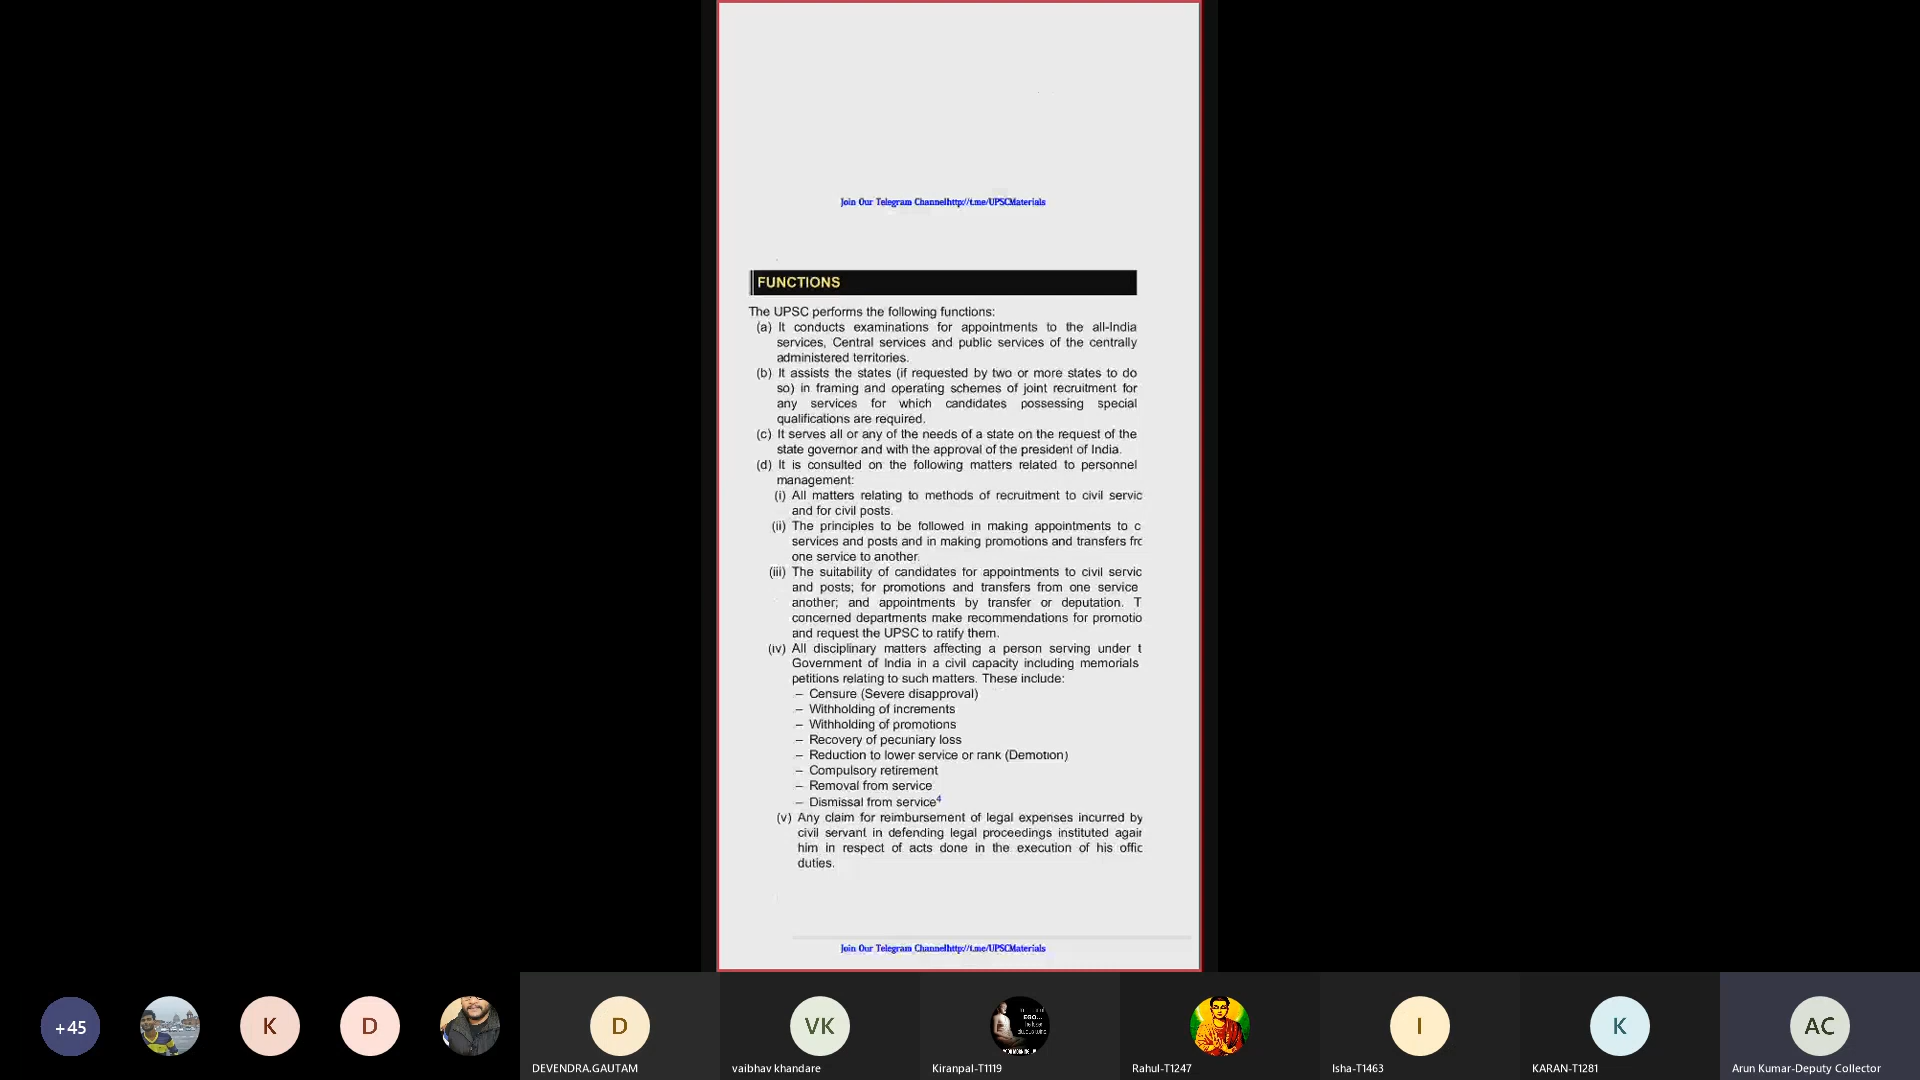 Join Our Telegram Channelhttp://t.me/UPSCMaterials
FUNCTIONS
The UPSC performs the following functions:
(a) It conducts examinations for appointments to the all-India
services, Central services and public services of the centrally
administered territories.
(b) It assists the states (if requested by two or more states to do
so) in framing and operating schemes of joint recruitment for
any services for which candidates possessing special
qualifications are required.
(c) It serves all or any of the needs of a state on the request of the
state governor and with the approval of the president of India.
(d) It is consulted on the following matters related to personnel
management:
(i) All matters relating to methods of recruitment to civil servic
and for civil posts.
(ii) The principles to be followed in making appointments to c
services and posts and in making promotions and transfers frc
one service to another.
(iii) The suitability of candidates for appointments to civil servic
and posts; for promotions and transfers from one service
another; and appointments by transfer or deputation. T
concerned departments make recommendations for promotio
and request the UPSC to ratify them.
(iv) All disciplinary matters affecting a person serving under t
Government of India in a civil capacity including memorials
petitions relating to such matters. These include:
– Censure (Severe disapproval)
– Withholding of increments
– Withholding of promotions
– Recovery of pecuniary loss
– Reduction to lower service or rank (Demotion)
– Compulsory retirement
– Removal from service
– Dismissal from service4
(v) Any claim for reimbursement of legal expenses incurred by
civil servant in defending legal proceedings instituted agair
him in respect of acts done in the execution of his offic
duties.
Join Our Telegram Channelhttp://t.me/UPSCMaterials
+45
K
D
D
VK
EGO...
I
K
AC
DEVENDRA.GAUTAM
vaibhav khandare
Kiranpal-T1119
Rahul-T1247
Isha-T1463
KARAN-T1281
Arun Kumar-Deputy Collector